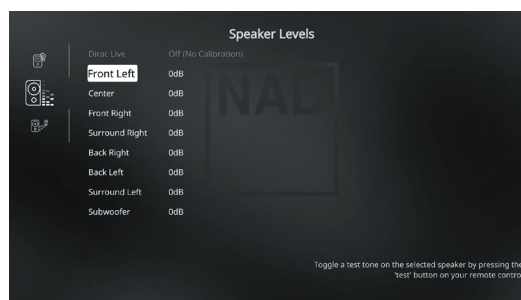 Speaker Levels
Dirac Live Off (No Calibration)
Front Left 0dB
Center 0dB
Front Right 0dB
Surround Right 0dB
Back Right 0dB
Back Left 0dB
Surround Left 0dB
Subwoofer 0dB
NAD
Toggle a test tone on the selected speaker by pressing the
'test' button on your remote contro